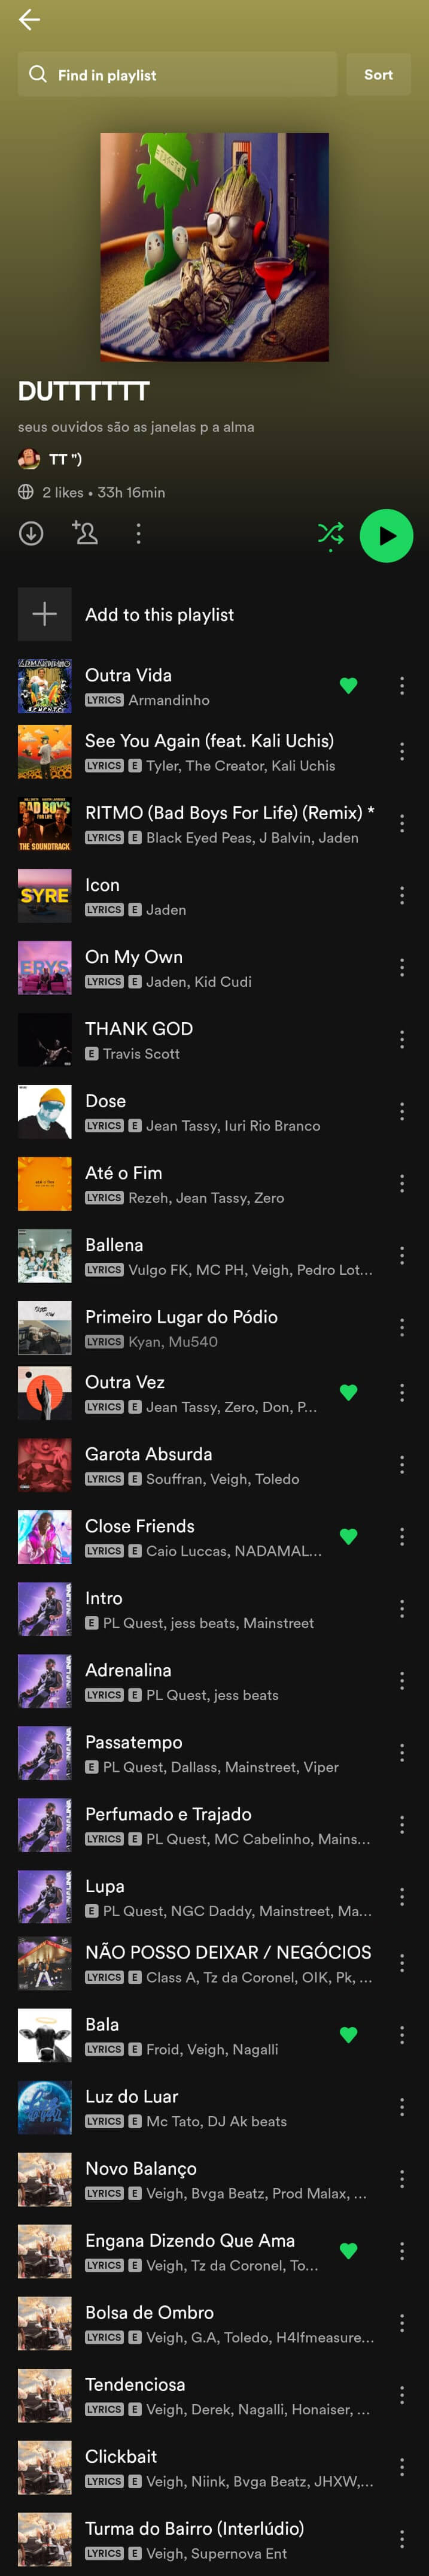 Find in playlist
Sort
DUTTTTTT
seus ouvidos são as janelas p a alma
TT ")
2 likes • 33h 16min
Add to this playlist
Outra Vida
LYRICS Armandinho
See You Again (feat. Kali Uchis)
LYRICS E Tyler, The Creator, Kali Uchis
BAD BOYS
FOR LIFE
THE SOUNDTRACK
RITMO (Bad Boys For Life) (Remix) *
LYRICS E Black Eyed Peas, J Balvin, Jaden
SYRE
Icon
LYRICS E Jaden
ERYS
On My Own
LYRICS E Jaden, Kid Cudi
THANK GOD
E Travis Scott
Dose
LYRICS E Jean Tassy, Iuri Rio Branco
Até o Fim
LYRICS Rezeh, Jean Tassy, Zero
Ballena
LYRICS Vulgo FK, MC PH, Veigh, Pedro Lot...
Primeiro Lugar do Pódio
LYRICS Kyan, Mu540
Outra Vez
LYRICS E Jean Tassy, Zero, Don, P...
Garota Absurda
LYRICS E Souffran, Veigh, Toledo
Close Friends
LYRICS E Caio Luccas, NADAMAL...
Intro
E PL Quest, jess beats, Mainstreet
Adrenalina
LYRICS E PL Quest, jess beats
Passatempo
E PL Quest, Dallass, Mainstreet, Viper
Perfumado e Trajado
LYRICS E PL Quest, MC Cabelinho, Mains...
Lupa
E PL Quest, NGC Daddy, Mainstreet, Ma...
NÃO POSSO DEIXAR / NEGÓCIOS
LYRICS E Class A, Tz da Coronel, OIK, Pk, ...
Bala
LYRICS E Froid, Veigh, Nagalli
Luz do Luar
LYRICS E Mc Tato, DJ Ak beats
Novo Balanço
LYRICS E Veigh, Bvga Beatz, Prod Malax, ...
Engana Dizendo Que Ama
LYRICS E Veigh, Tz da Coronel, To...
Bolsa de Ombro
LYRICS E Veigh, G.A, Toledo, H4lfmeasure...
Tendenciosa
LYRICS E Veigh, Derek, Nagalli, Honaiser, ...
Clickbait
LYRICS E Veigh, Niink, Bvga Beatz, JHXW,...
Turma do Bairro (Interlúdio)
LYRICS E Veigh, Supernova Ent